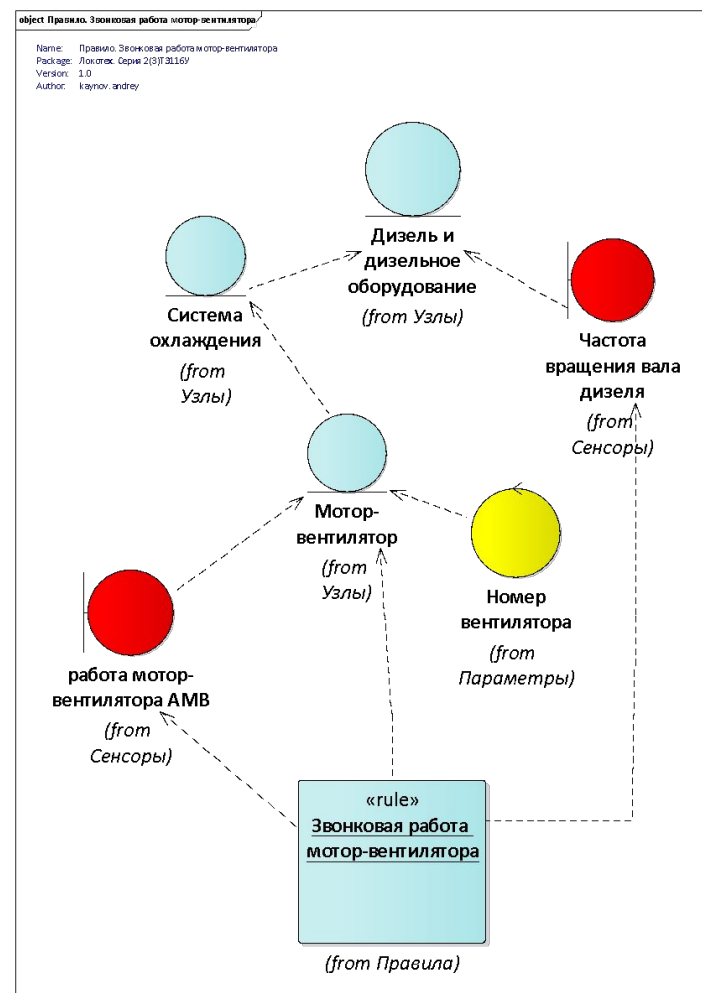 object Правило. Звонковая работа мотор-вентилятора
Name: Правило. Звонковая работа мотор-вентилятора
Package: Локотех. Серия 2(3)ТЭ116У
Version: 1.0
Author: kaynov.andrey
Дизель и
дизельное
оборудование
(from Узлы)
Система
охлаждения
(from
Узлы)
Частота
вращения вала
дизеля
(from
Сенсоры)
Мотор-
вентилятор
(from
Узлы)
Номер
вентилятора
(from
Параметры)
работа мотор-
вентилятора АМВ
(from
Сенсоры)
«rule»
Звонковая работа
мотор-вентилятора
(from Правила)